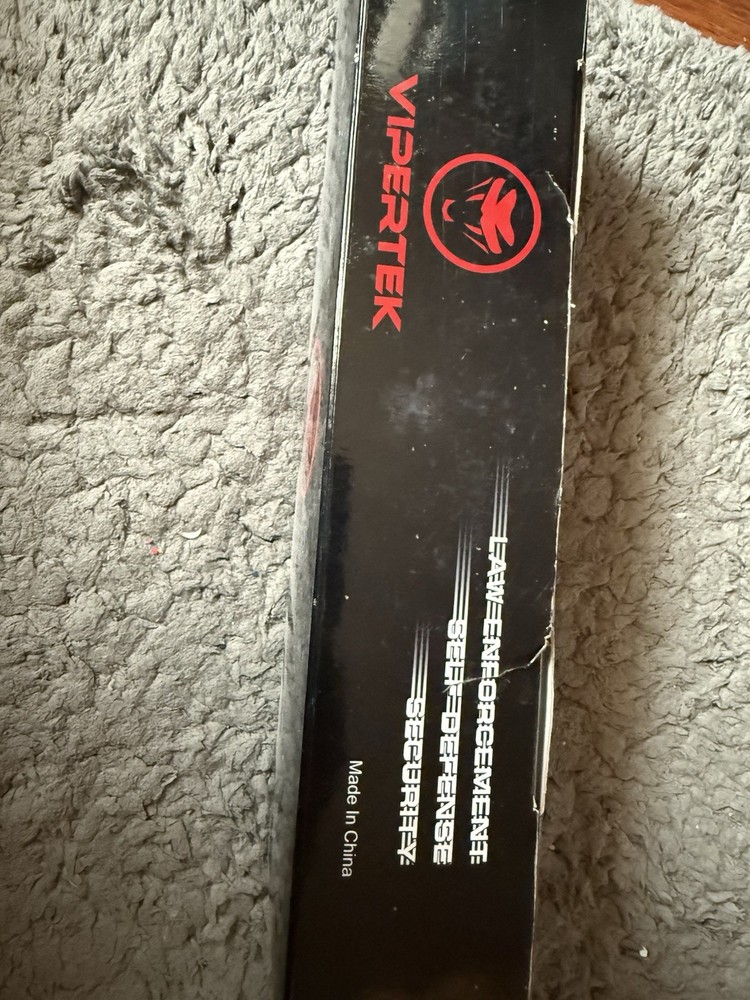 VIPERTEK
LAW ENFORCEMENT
SELF-DEFENSE
SECURITY
Made In China